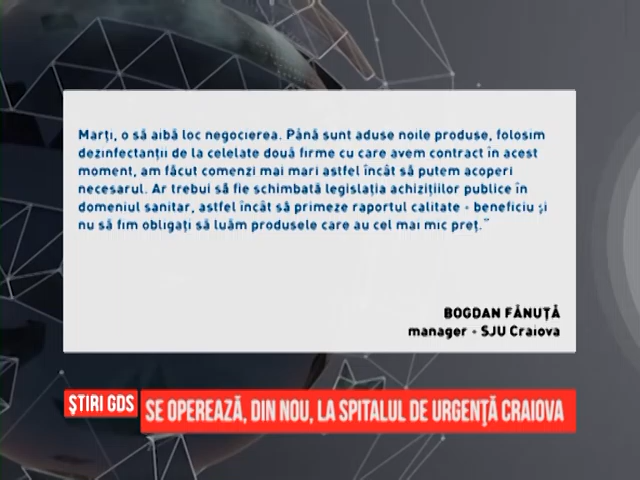 Marți, o să aibă loc negocierea. Până sunt aduse noile produse, folosim
dezinfectanții de la celelate două firme cu care avem contract în acest
moment, am făcut comenzi mai mari astfel încât să putem acoperi
necesarul. Ar trebui să fie schimbată legislația achizițiilor publice în
domeniul sanitar, astfel încât să primeze raportul calitate - beneficiu și
nu să fim obligați să luăm produsele care au cel mai mic preț.”
BOGDAN FĂNUȚĂ
manager - SJU Craiova
ȘTIRI GDS
SE OPEREAZĂ, DIN NOU, LA SPITALUL DE URGENȚĂ CRAIOVA